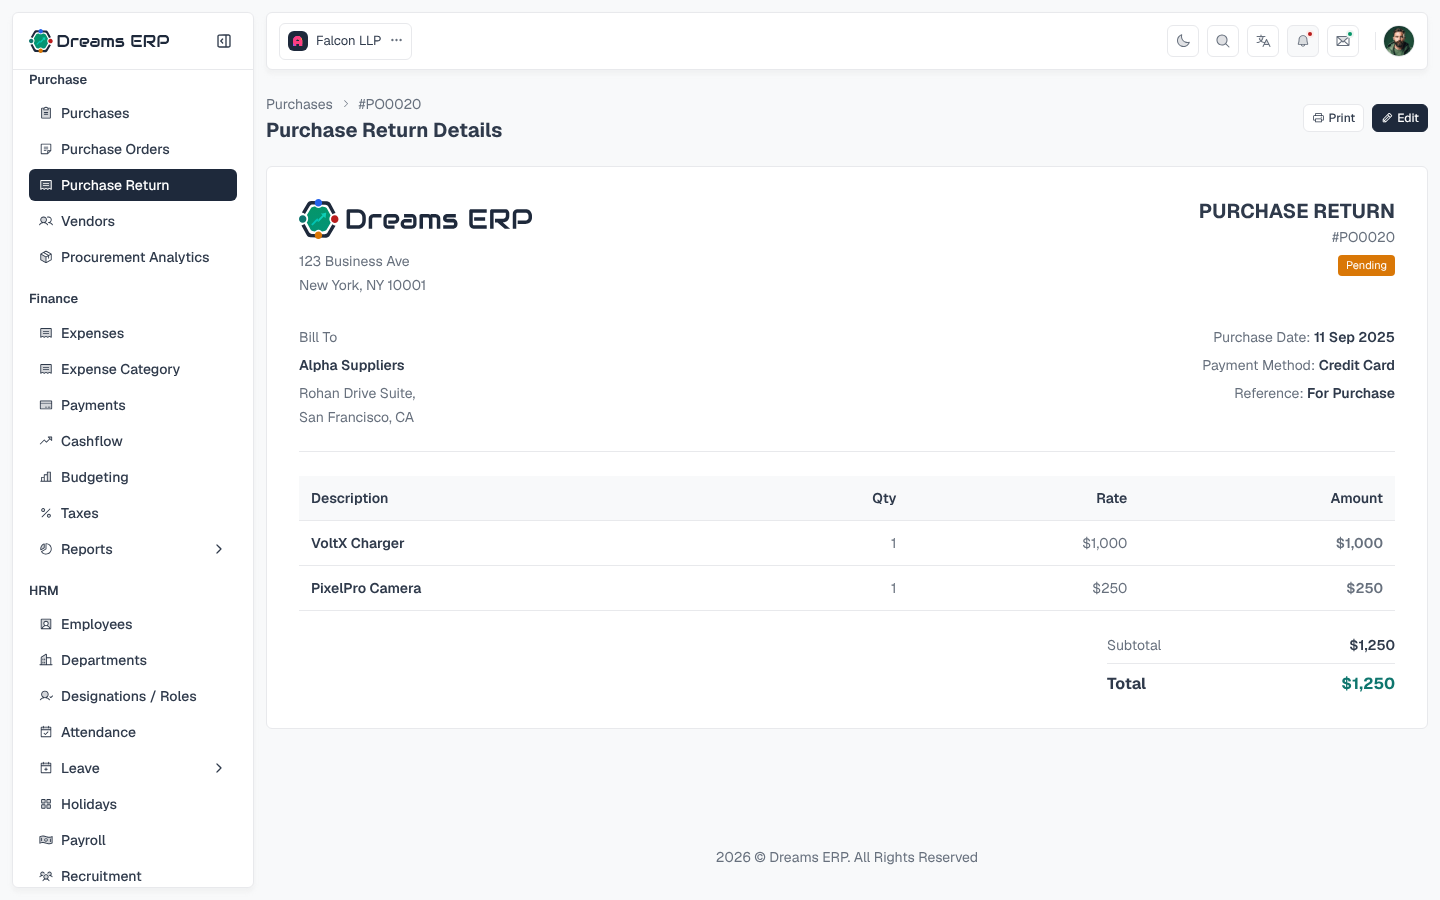 Dreams ERP
Purchase
Purchases
Purchase Orders
Purchase Return
Vendors
Procurement Analytics
Finance
Expenses
Expense Category
Payments
Cashflow
Budgeting
Taxes
Reports
HRM
Employees
Departments
Designations / Roles
Attendance
Leave
Holidays
Payroll
Recruitment
Falcon LLP ···
Purchases > #PO0020
Purchase Return Details
Print
Edit
Dreams ERP
123 Business Ave
New York, NY 10001
PURCHASE RETURN
#PO0020
Pending
Bill To
Alpha Suppliers
Rohan Drive Suite,
San Francisco, CA
Purchase Date: 11 Sep 2025
Payment Method: Credit Card
Reference: For Purchase
Description Qty Rate Amount
VoltX Charger 1 $1,000 $1,000
PixelPro Camera 1 $250 $250
Subtotal $1,250
Total $1,250
2026 © Dreams ERP. All Rights Reserved